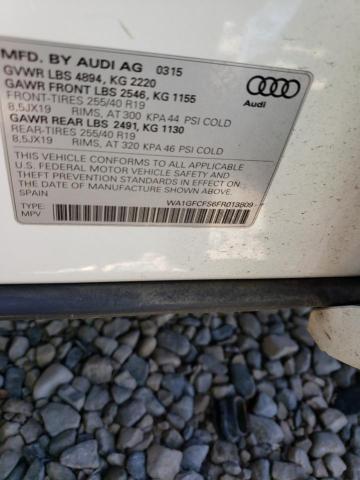 MFD. BY AUDI AG 0315
GVWR LBS 4894, KG 2220
GAWR FRONT LBS 2546, KG 1155
FRONT-TIRES 255/40 R19
8,5JX19 RIMS, AT 300 KPA 44 PSI COLD
GAWR REAR LBS 2491, KG 1130
REAR-TIRES 255/40 R19
8,5JX19 RIMS, AT 320 KPA 46 PSI COLD
THIS VEHICLE CONFORMS TO ALL APPLICABLE
U.S. FEDERAL MOTOR VEHICLE SAFETY AND
THEFT PREVENTION STANDARDS IN EFFECT ON
THE DATE OF MANUFACTURE SHOWN ABOVE
SPAIN
TYPE: WA1GFCFS6FR013809
MPV
Audi